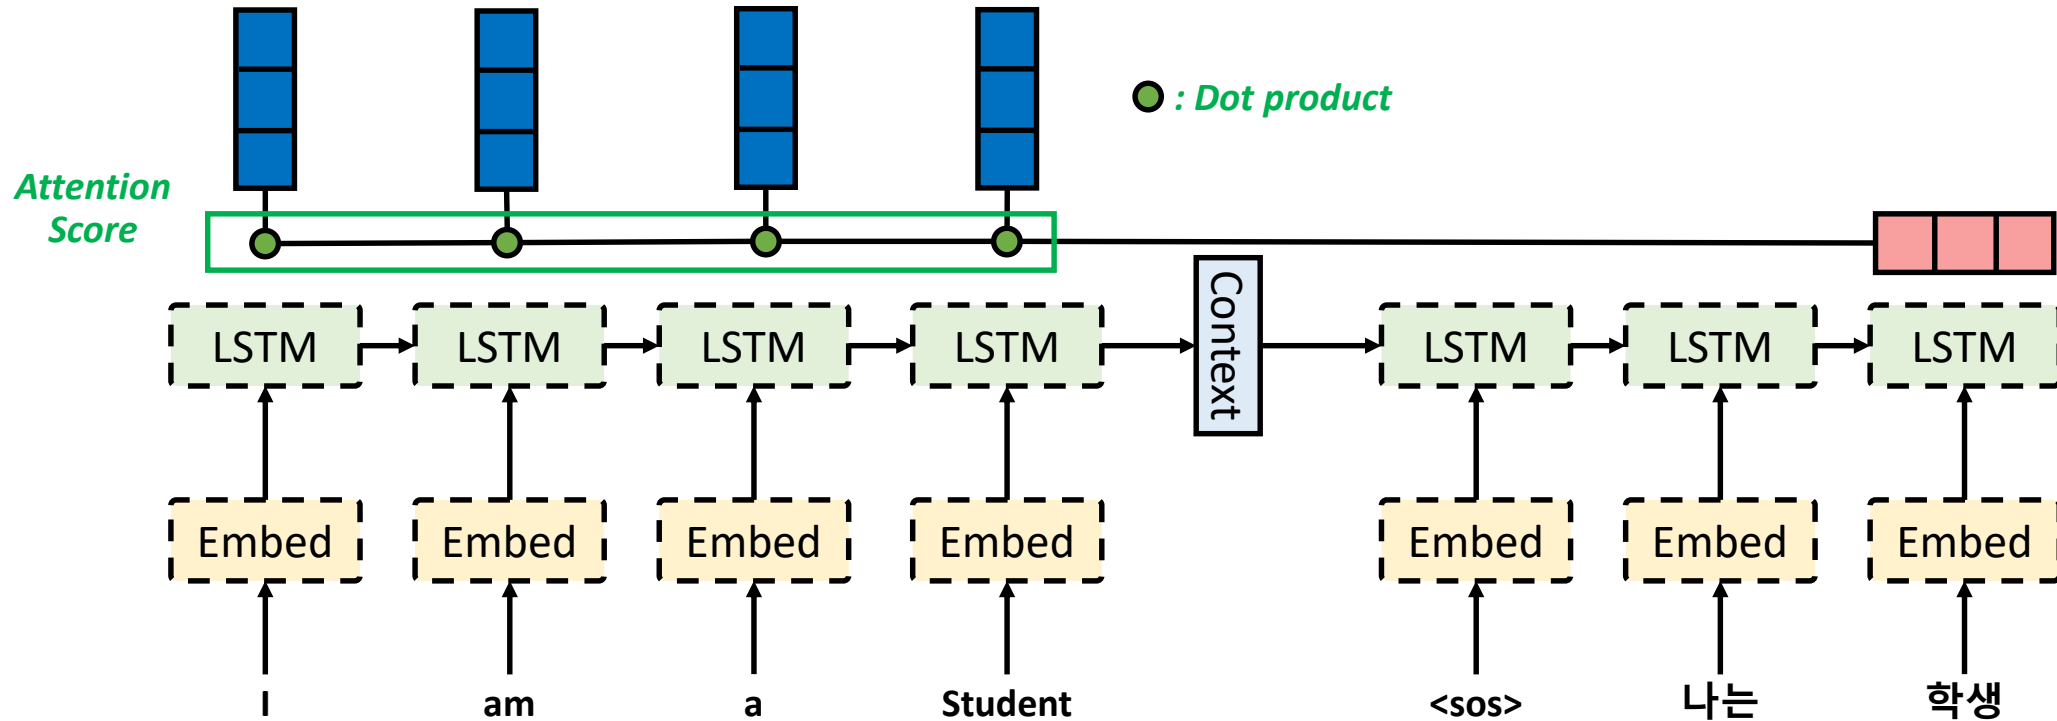 : Dot product
Attention
Score
Context
LSTM LSTM LSTM LSTM LSTM LSTM LSTM
Embed Embed Embed Embed Embed Embed Embed
I am a Student <sos> 나는 학생